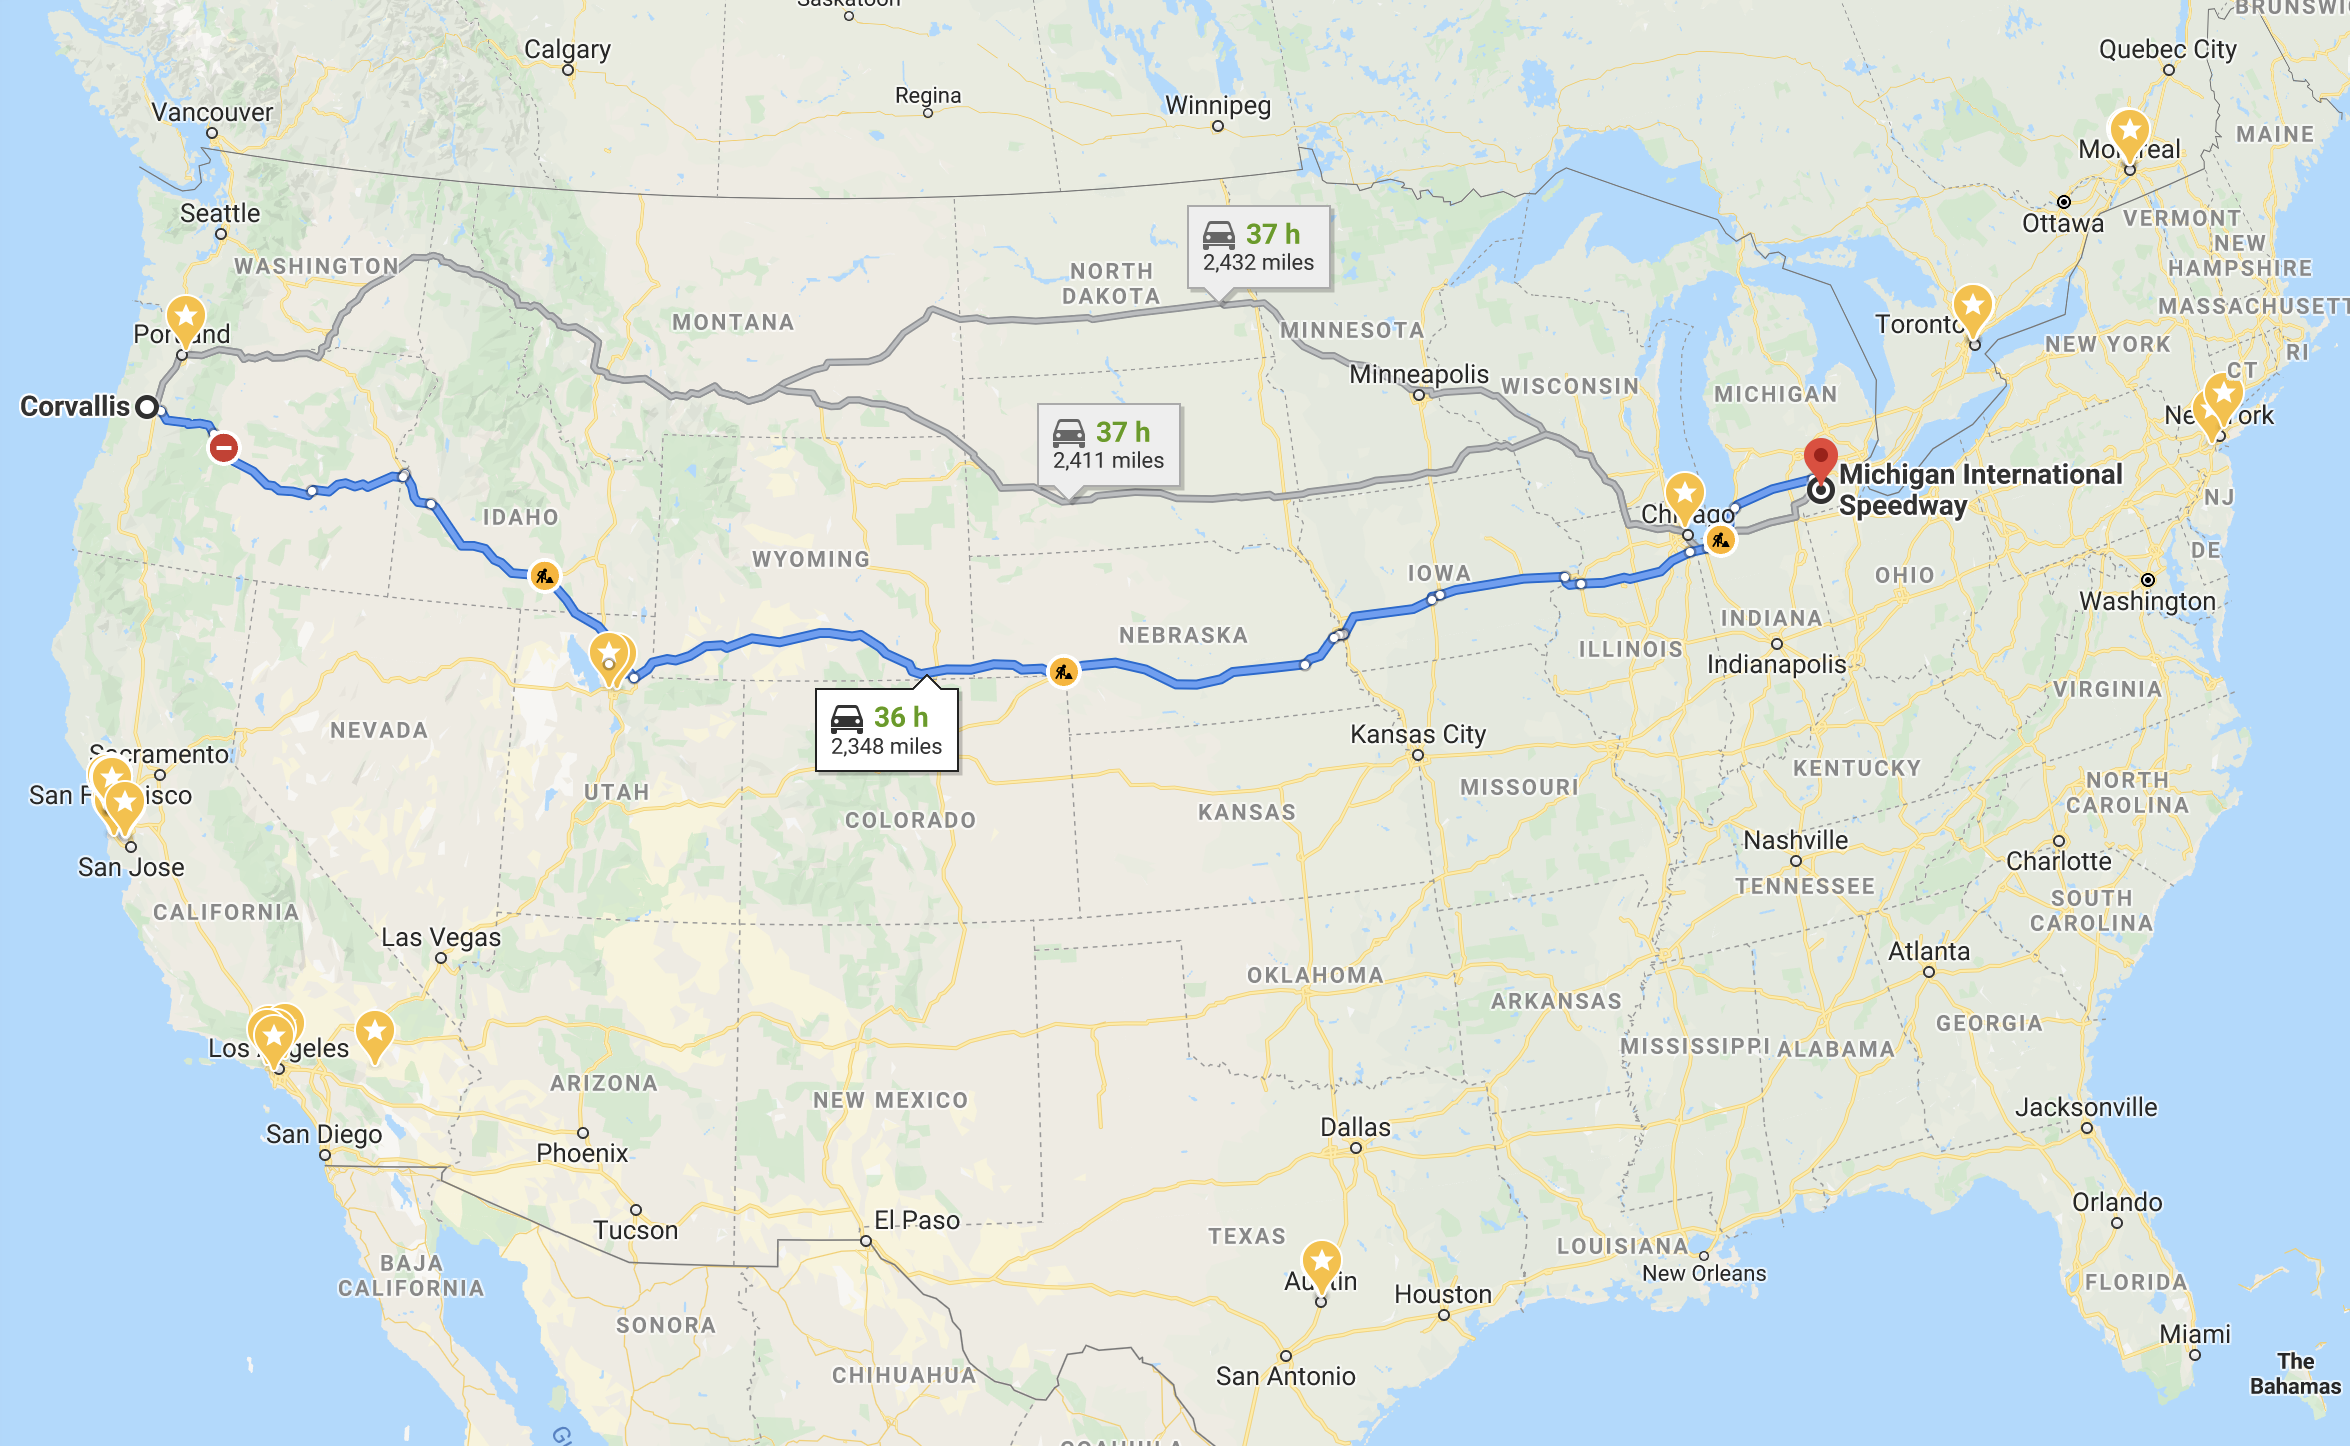 Saskatoon
BRUNSWI
Calgary
Quebec City
Regina
Vancouver
Winnipeg
MAINE
Montreal
Seattle
Ottawa
VERMONT
37 h
2,432 miles
NEW
HAMPSHIRE
WASHINGTON
NORTH
DAKOTA
MASSACHUSETT
MONTANA
MINNESOTA
Toronto
Portland
NEW YORK
RI
CT
Minneapolis
WISCONSIN
MICHIGAN
Corvallis
New York
37 h
2,411 miles
Michigan International
Speedway
NJ
Chicago
IDAHO
WYOMING
IOWA
OHIO
DE
Washington
NEBRASKA
INDIANA
ILLINOIS
Indianapolis
VIRGINIA
36 h
2,348 miles
NEVADA
Kansas City
Sacramento
KENTUCKY
MISSOURI
NORTH
CAROLINA
San Francisco
UTAH
COLORADO
KANSAS
Nashville
San Jose
Charlotte
TENNESSEE
CALIFORNIA
SOUTH
CAROLINA
Las Vegas
Atlanta
OKLAHOMA
ARKANSAS
GEORGIA
Los Angeles
MISSISSIPPI
ALABAMA
ARIZONA
NEW MEXICO
Jacksonville
Dallas
San Diego
Phoenix
Orlando
El Paso
Tucson
TEXAS
LOUISIANA
New Orleans
BAJA
CALIFORNIA
Austin
Houston
FLORIDA
SONORA
Miami
CHIHUAHUA
San Antonio
The
Bahamas